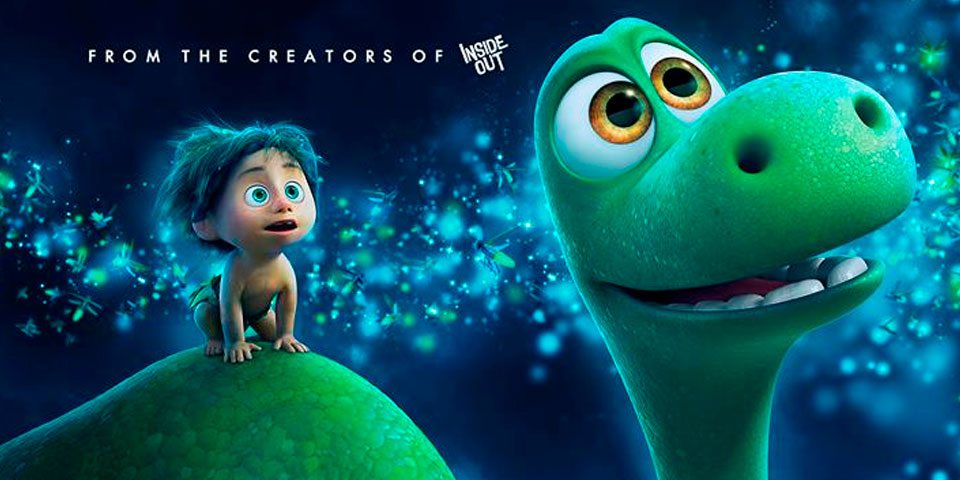 FROM THE CREATORS OF INSIDE OUT